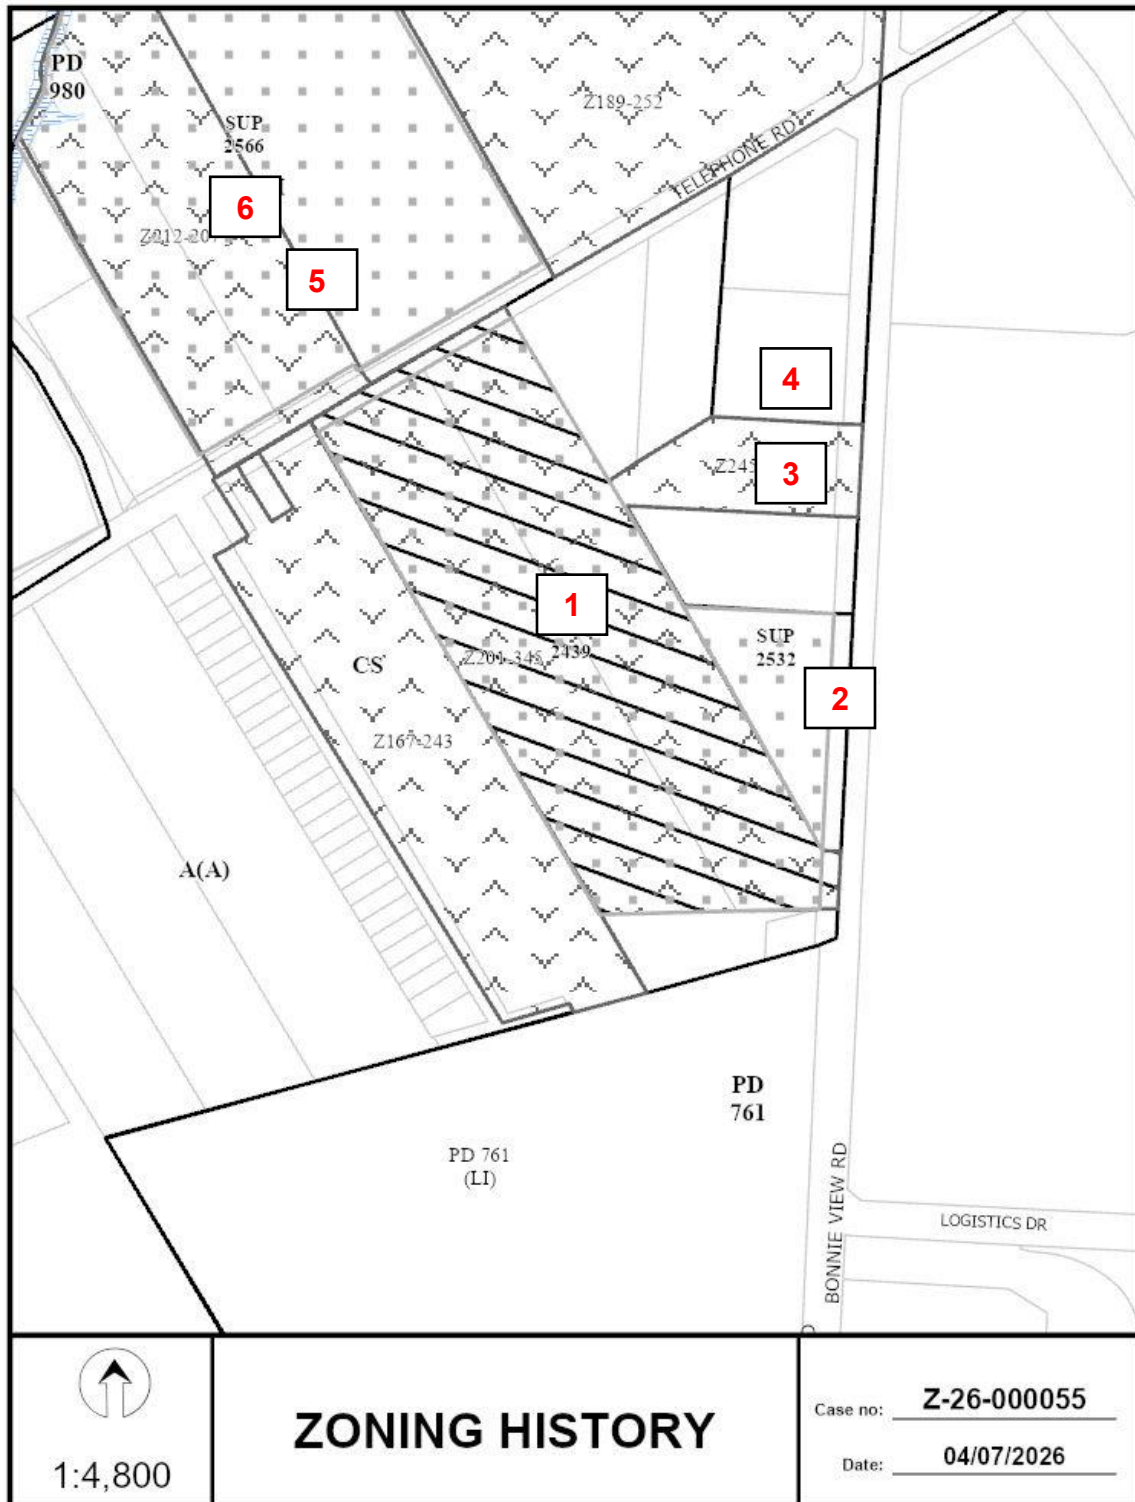 PD
980
SUP
2566
Z189-252
TELEPHONE RD
6
Z212-207
5
4
Z245
3
1
Z201-345
2439
SUP
2532
2
CS
Z167-243
A(A)
PD
761
PD 761
(LI)
BONNIE VIEW RD
LOGISTICS DR
1:4,800
ZONING HISTORY
Case no: Z-26-000055
Date: 04/07/2026